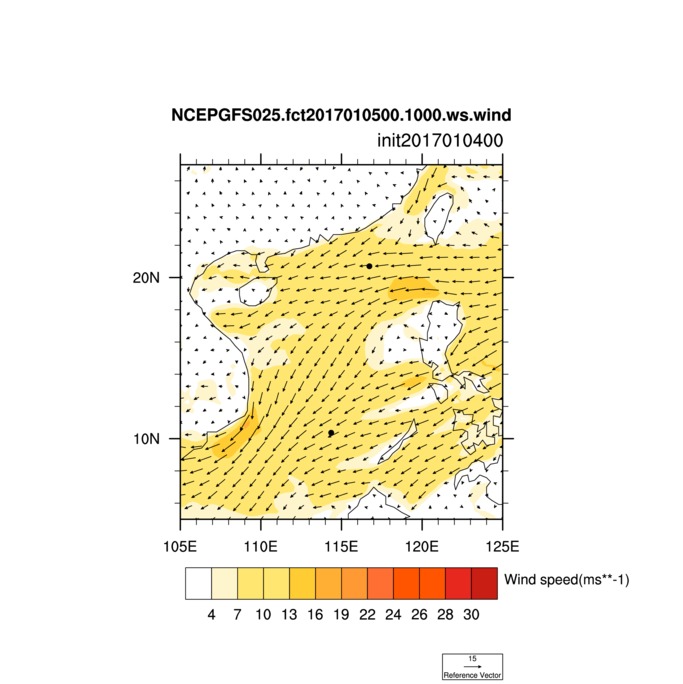 NCEPGFS025.fct2017010500.1000.ws.wind
init2017010400
20N
10N
105E 110E 115E 120E 125E
Wind speed(ms**-1)
4 7 10 13 16 19 22 24 26 28 30
15
Reference Vector